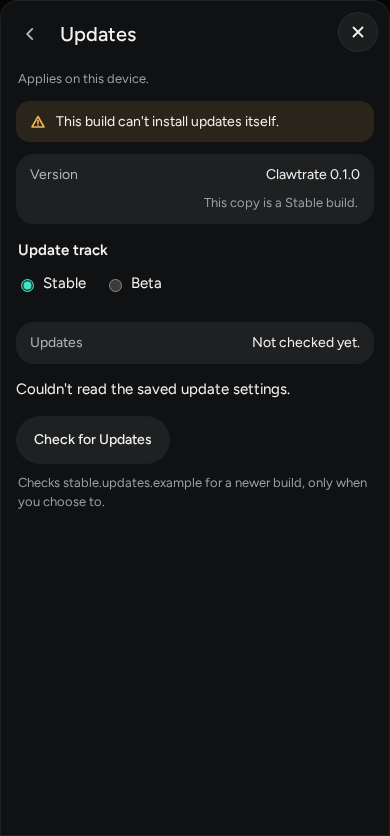 Updates
Applies on this device.
This build can't install updates itself.
Version
Clawtrate 0.1.0
This copy is a Stable build.
Update track
Stable
Beta
Updates
Not checked yet.
Couldn't read the saved update settings.
Check for Updates
Checks stable.updates.example for a newer build, only when
you choose to.